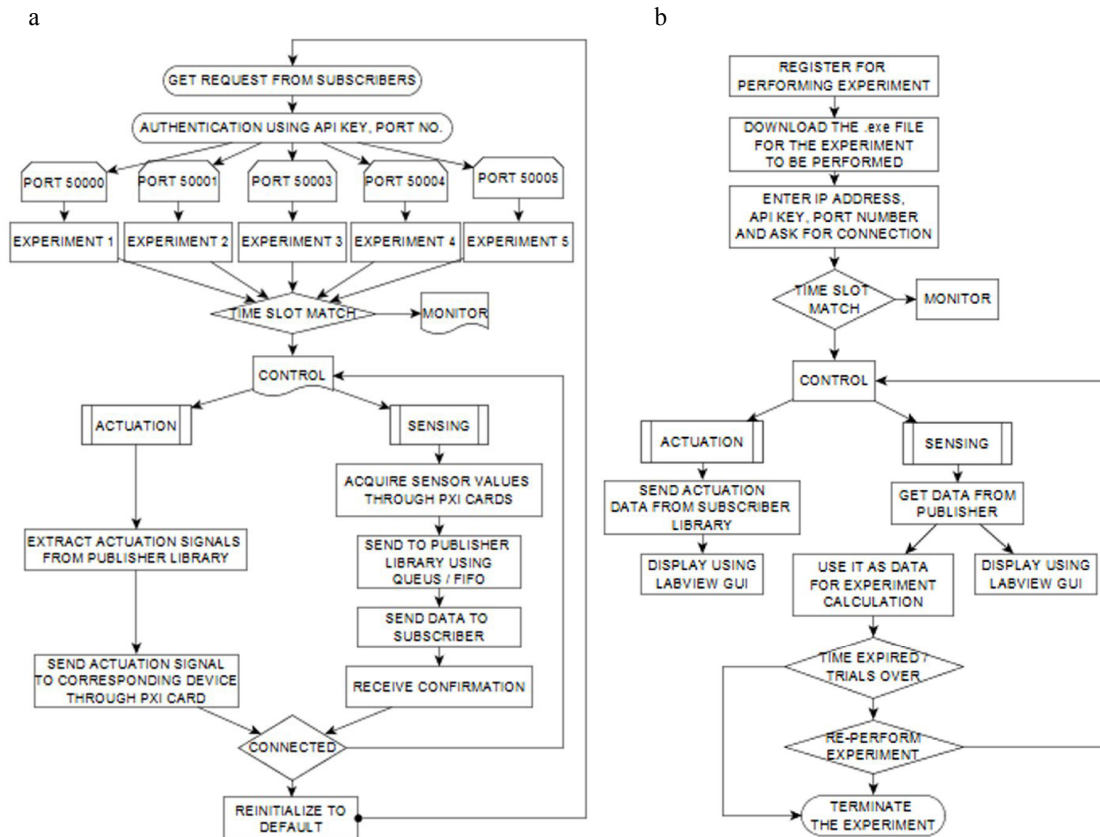 a
GET REQUEST FROM SUBSCRIBERS
AUTHENTICATION USING API KEY, PORT NO.
PORT 50000
PORT 50001
PORT 50003
PORT 50004
PORT 50005
EXPERIMENT 1
EXPERIMENT 2
EXPERIMENT 3
EXPERIMENT 4
EXPERIMENT 5
TIME SLOT MATCH
MONITOR
CONTROL
ACTUATION
SENSING
ACQUIRE SENSOR VALUES
THROUGH PXI CARDS
EXTRACT ACTUATION SIGNALS
FROM PUBLISHER LIBRARY
SEND TO PUBLISHER
LIBRARY USING
QUEUS / FIFO
SEND DATA TO
SUBSCRIBER
SEND ACTUATION SIGNAL
TO CORRESPONDING DEVICE
THROUGH PXI CARD
RECEIVE CONFIRMATION
CONNECTED
REINITIALIZE TO
DEFAULT
b
REGISTER FOR
PERFORMING EXPERIMENT
DOWNLOAD THE .exe FILE
FOR THE EXPERIMENT
TO BE PERFORMED
ENTER IP ADDRESS,
API KEY, PORT NUMBER
AND ASK FOR CONNECTION
TIME SLOT
MATCH
MONITOR
CONTROL
ACTUATION
SENSING
SEND ACTUATION
DATA FROM SUBSCRIBER
LIBRARY
GET DATA FROM
PUBLISHER
DISPLAY USING
LABVIEW GUI
USE IT AS DATA
FOR EXPERIMENT
CALCULATION
DISPLAY USING
LABVIEW GUI
TIME EXPIRED /
TRIALS OVER
RE-PERFORM
EXPERIMENT
TERMINATE
THE EXPERIMENT